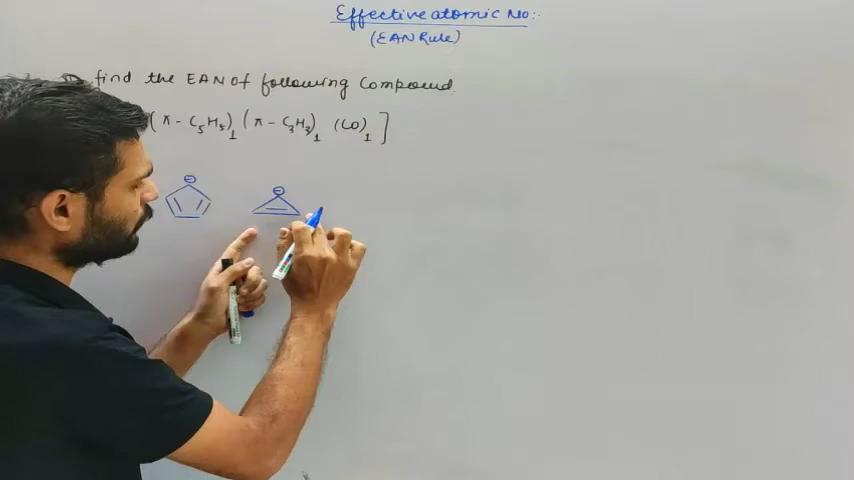 Effective atomic No:-
(EAN Rule)
find the EAN of following Compound.
(π - C5H5)1 (π - C3H3)1 (CO)1 ]
⊖ ⊖